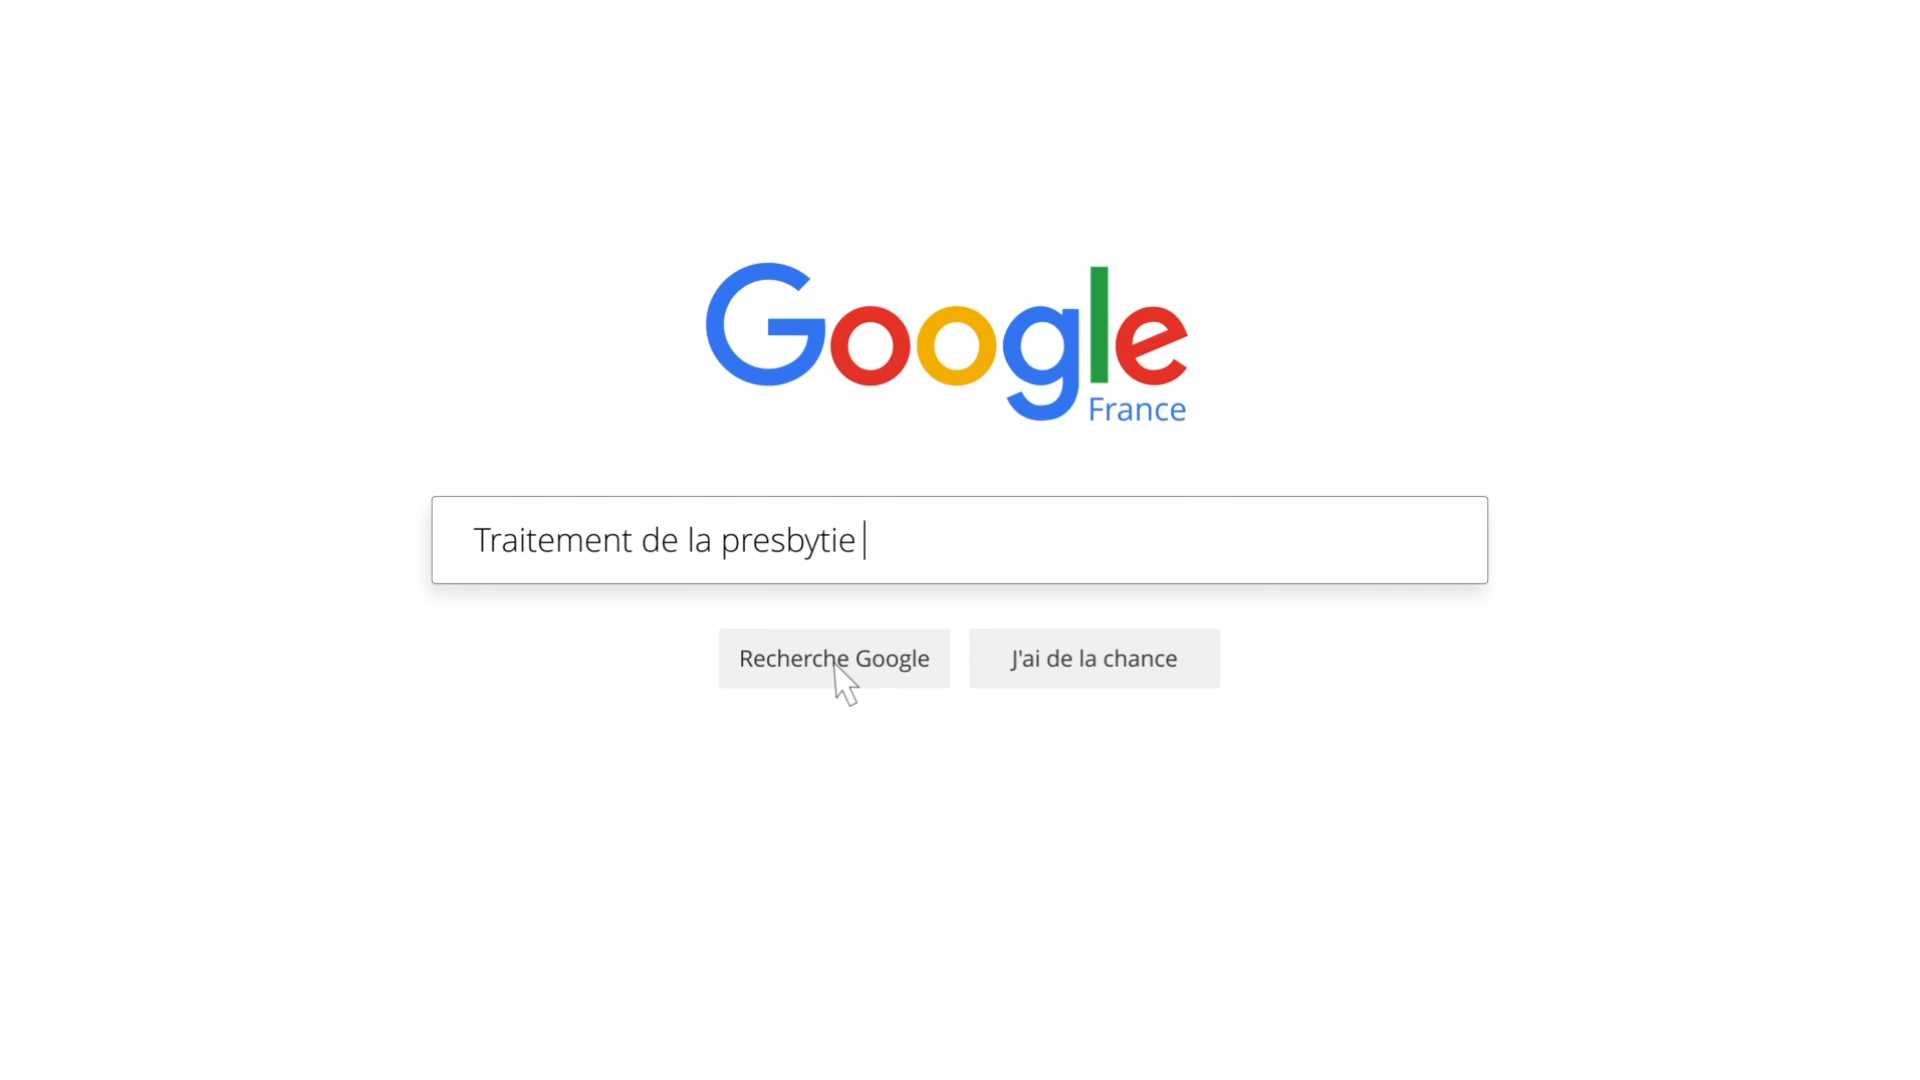 Google
France
Traitement de la presbytie
Recherche Google
J'ai de la chance